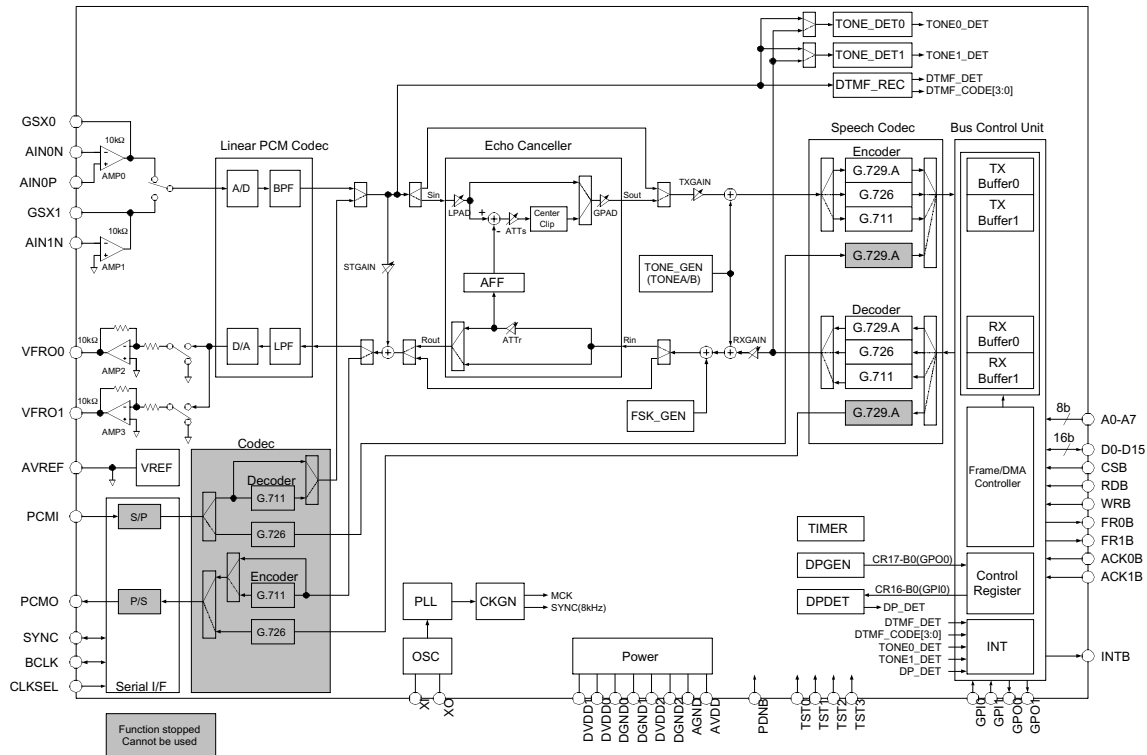 TONE_DET0
TONE0_DET
TONE_DET1
TONE1_DET
DTMF_REC
DTMF_DET
DTMF_CODE[3:0]
GSX0
10kΩ
AIN0N
AMP0
AIN0P
GSX1
10kΩ
AIN1N
AMP1
Linear PCM Codec
A/D
BPF
Echo Canceller
Sin
LPAD
+
-
ATTs
Center
Clip
GPAD
Sout
TXGAIN
AFF
ATTr
Rout
Rin
STGAIN
TONE_GEN
(TONEA/B)
RXGAIN
FSK_GEN
Speech Codec
Encoder
G.729.A
G.726
G.711
G.729.A
Decoder
G.729.A
G.726
G.711
G.729.A
Bus Control Unit
TX
Buffer0
TX
Buffer1
RX
Buffer0
RX
Buffer1
Frame/DMA
Controller
Control
Register
INT
VFRO0
10kΩ
AMP2
D/A
LPF
VFRO1
10kΩ
AMP3
AVREF
VREF
Codec
Decoder
G.711
G.726
Encoder
G.711
G.726
PCMI
S/P
PCMO
P/S
SYNC
BCLK
CLKSEL
Serial I/F
PLL
CKGN
MCK
SYNC(8kHz)
OSC
XI
XO
Power
DVDD1
DVDD0
DGND0
DGND1
DVDD2
DGND2
AGND
AVDD
PDNB
TST0
TST1
TST2
TST3
TIMER
DPGEN
CR17-B0(GPO0)
DPDET
CR16-B0(GPI0)
DP_DET
DTMF_DET
DTMF_CODE[3:0]
TONE0_DET
TONE1_DET
DP_DET
GPI0
GPI1
GPO0
GPO1
8b
A0-A7
16b
D0-D15
CSB
RDB
WRB
FR0B
FR1B
ACK0B
ACK1B
INTB
Function stopped
Cannot be used